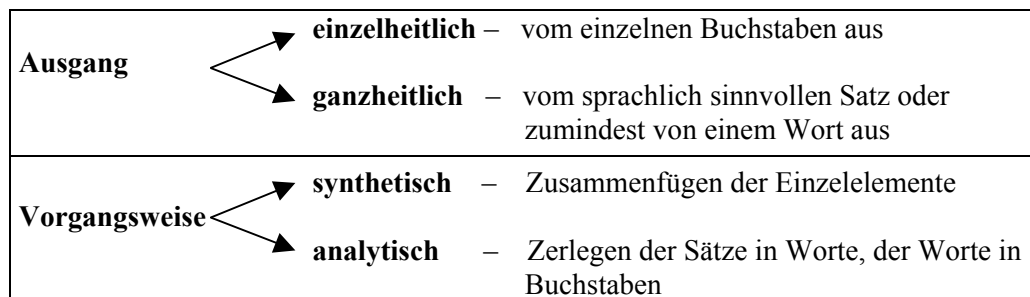 einzelheitlich – vom einzelnen Buchstaben aus
Ausgang
ganzheitlich – vom sprachlich sinnvollen Satz oder
zumindest von einem Wort aus
synthetisch – Zusammenfügen der Einzelelemente
Vorgangsweise
analytisch – Zerlegen der Sätze in Worte, der Worte in
Buchstaben